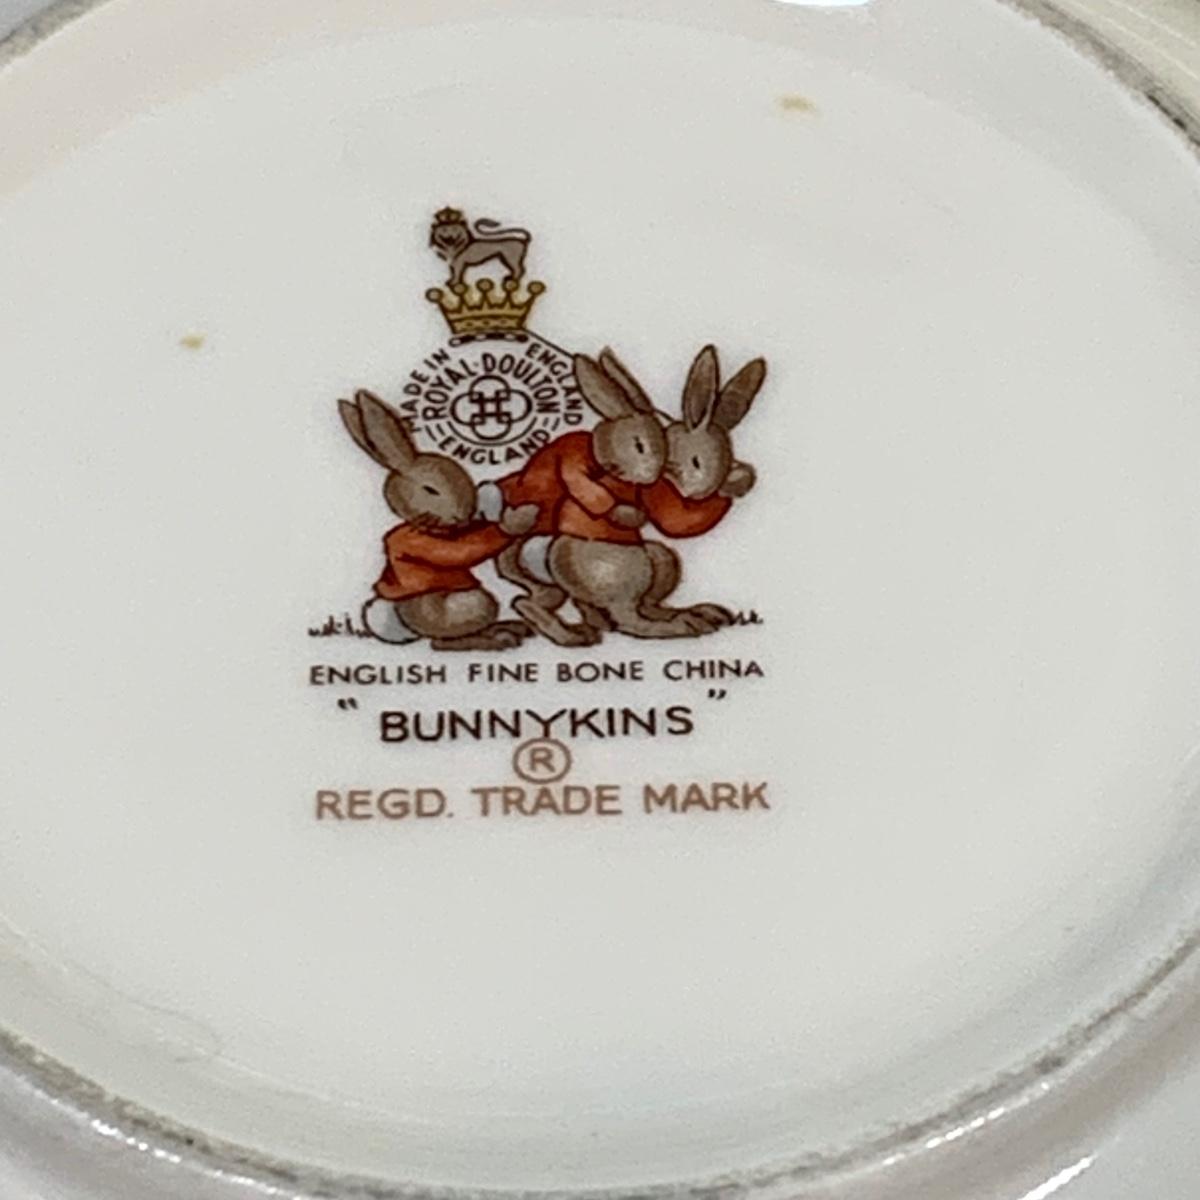 MADE IN ENGLAND
ROYAL·DOULTON
ENGLAND
ENGLISH FINE BONE CHINA
"BUNNYKINS"
®
REGD. TRADE MARK